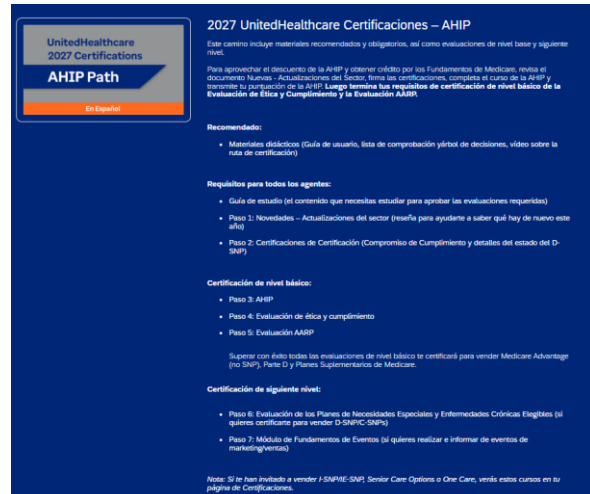 UnitedHealthcare
2027 Certifications
AHIP Path
En Español
2027 UnitedHealthcare Certificaciones – AHIP
Este camino incluye materiales recomendados y obligatorios, así como evaluaciones de nivel base y siguiente
nivel.
Para aprovechar el descuento de la AHIP y obtener crédito por los Fundamentos de Medicare, revisa el
documento Nuevas - Actualizaciones del Sector, firma las certificaciones, completa el curso de la AHIP y
transmite tu puntuación de la AHIP. Luego termina tus requisitos de certificación de nivel básico de la
Evaluación de Ética y Cumplimiento y la Evaluación AARP.
Recomendado:
• Materiales didácticos (Guía de usuario, lista de comprobación yárbol de decisiones, vídeo sobre la
ruta de certificación)
Requisitos para todos los agentes:
• Guía de estudio (el contenido que necesitas estudiar para aprobar las evaluaciones requeridas)
• Paso 1: Novedades – Actualizaciones del sector (reseña para ayudarte a saber qué hay de nuevo este
año)
• Paso 2: Certificaciones de Certificación (Compromiso de Cumplimiento y detalles del estado del D-
SNP)
Certificación de nivel básico:
• Paso 3: AHIP
• Paso 4: Evaluación de ética y cumplimiento
• Paso 5: Evaluación AARP
Superar con éxito todas las evaluaciones de nivel básico te certificará para vender Medicare Advantage
(no SNP), Parte D y Planes Suplementarios de Medicare.
Certificación de siguiente nivel:
• Paso 6: Evaluación de los Planes de Necesidades Especiales y Enfermedades Crónicas Elegibles (si
quieres certificarte para vender D-SNP/C-SNPs)
• Paso 7: Módulo de Fundamentos de Eventos (si quieres realizar e informar de eventos de
marketing/ventas)
Nota: Si te han invitado a vender I-SNP/IE-SNP, Senior Care Options o One Care, verás estos cursos en tu
página de Certificaciones.